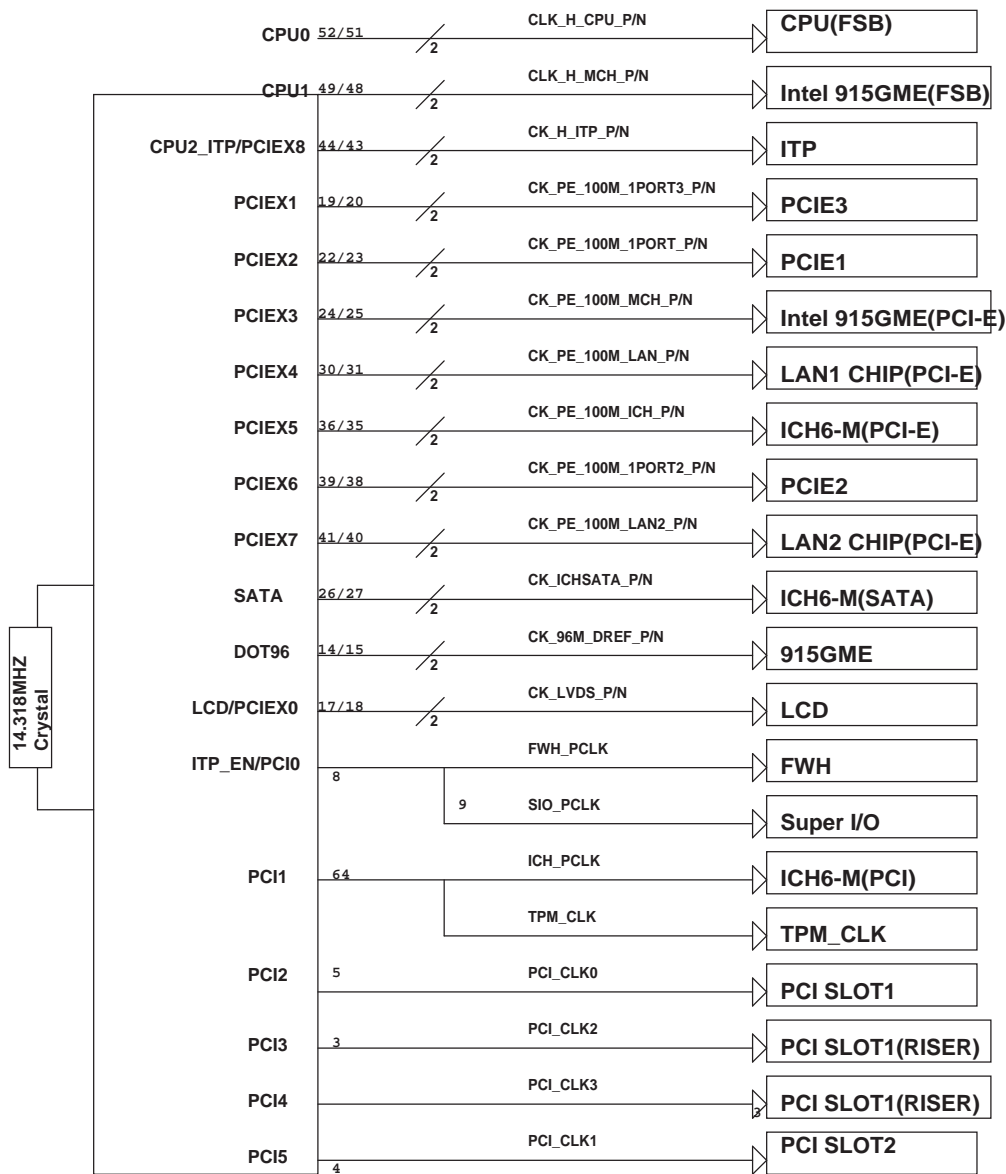 CPU0 52/51 2 CLK_H_CPU_P/N CPU(FSB)
CPU1 49/48 2 CLK_H_MCH_P/N Intel 915GME(FSB)
CPU2_ITP/PCIEX8 44/43 2 CK_H_ITP_P/N ITP
PCIEX1 19/20 2 CK_PE_100M_1PORT3_P/N PCIE3
PCIEX2 22/23 2 CK_PE_100M_1PORT_P/N PCIE1
PCIEX3 24/25 2 CK_PE_100M_MCH_P/N Intel 915GME(PCI-E)
PCIEX4 30/31 2 CK_PE_100M_LAN_P/N LAN1 CHIP(PCI-E)
PCIEX5 36/35 2 CK_PE_100M_ICH_P/N ICH6-M(PCI-E)
PCIEX6 39/38 2 CK_PE_100M_1PORT2_P/N PCIE2
PCIEX7 41/40 2 CK_PE_100M_LAN2_P/N LAN2 CHIP(PCI-E)
SATA 26/27 2 CK_ICHSATA_P/N ICH6-M(SATA)
DOT96 14/15 2 CK_96M_DREF_P/N 915GME
14.318MHZ
Crystal
LCD/PCIEX0 17/18 2 CK_LVDS_P/N LCD
ITP_EN/PCI0 8 FWH_PCLK FWH
9 SIO_PCLK Super I/O
PCI1 64 ICH_PCLK ICH6-M(PCI)
TPM_CLK TPM_CLK
PCI2 5 PCI_CLK0 PCI SLOT1
PCI3 3 PCI_CLK2 PCI SLOT1(RISER)
PCI4 PCI_CLK3 3 PCI SLOT1(RISER)
PCI5 4 PCI_CLK1 PCI SLOT2